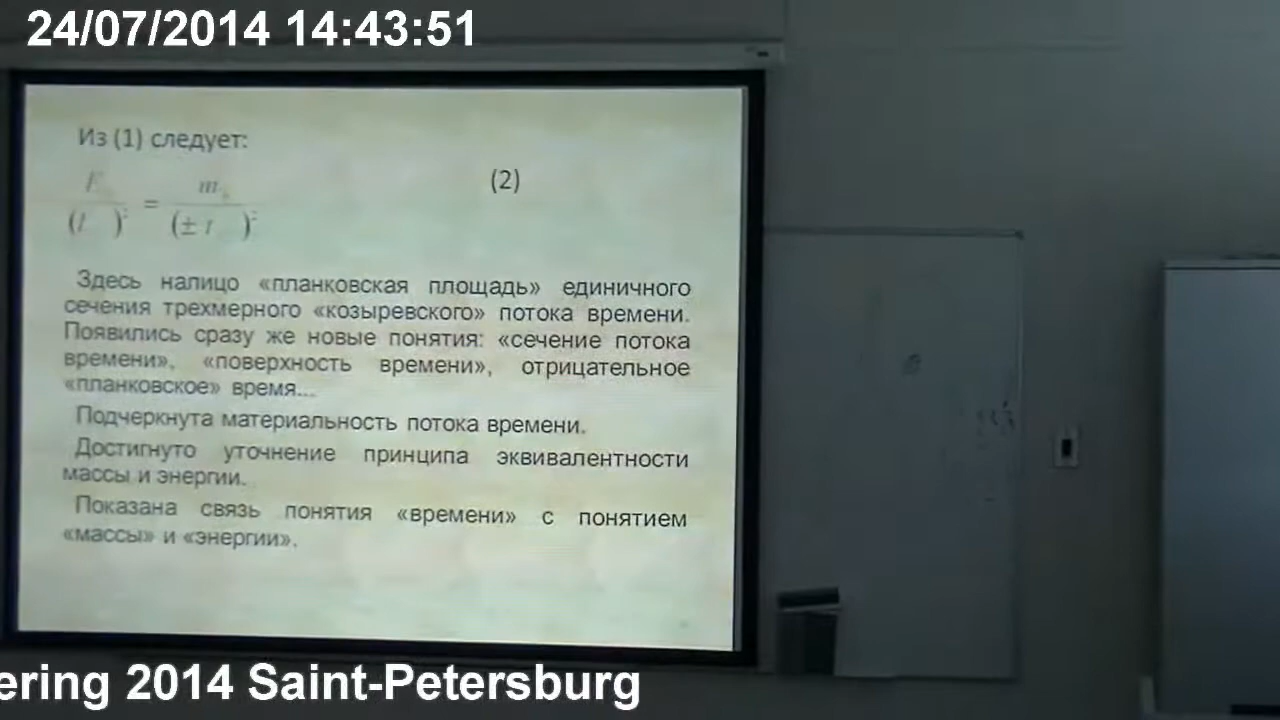 24/07/2014 14:43:51
Из (1) следует:
(2)
Здесь налицо «планковская площадь» единичного
сечения трехмерного «козыревского» потока времени.
Появились сразу же новые понятия: «сечение потока
времени», «поверхность времени», отрицательное
«планковское» время...
Подчеркнута материальность потока времени.
Достигнуто уточнение принципа эквивалентности
массы и энергии.
Показана связь понятия «времени» с понятием
«массы» и «энергии».
ering 2014 Saint-Petersburg